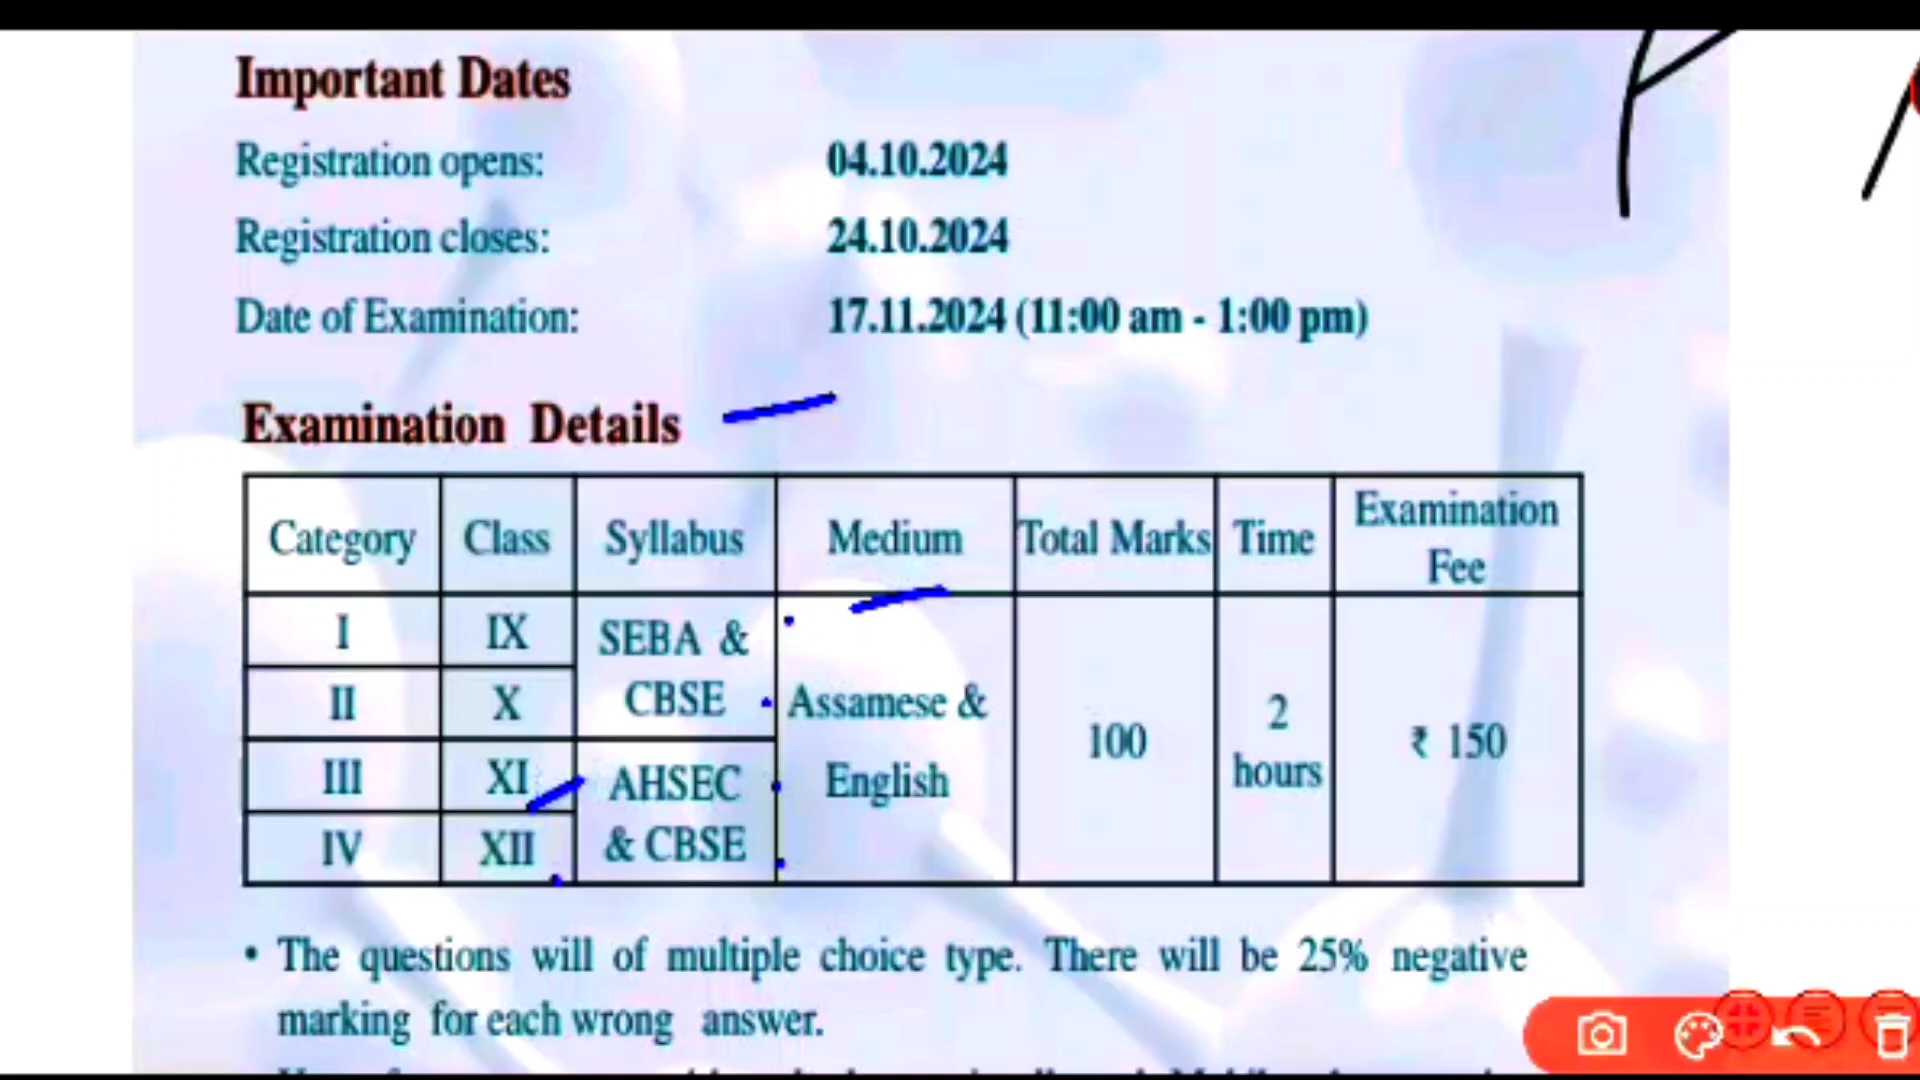 Important Dates
Registration opens: 04.10.2024
Registration closes: 24.10.2024
Date of Examination: 17.11.2024 (11:00 am - 1:00 pm)
Examination Details
Category Class Syllabus Medium Total Marks Time Examination Fee
I IX SEBA & CBSE Assamese & English 100 2 hours ₹ 150
II X
III XI AHSEC & CBSE
IV XII
• The questions will of multiple choice type. There will be 25% negative
marking for each wrong answer.